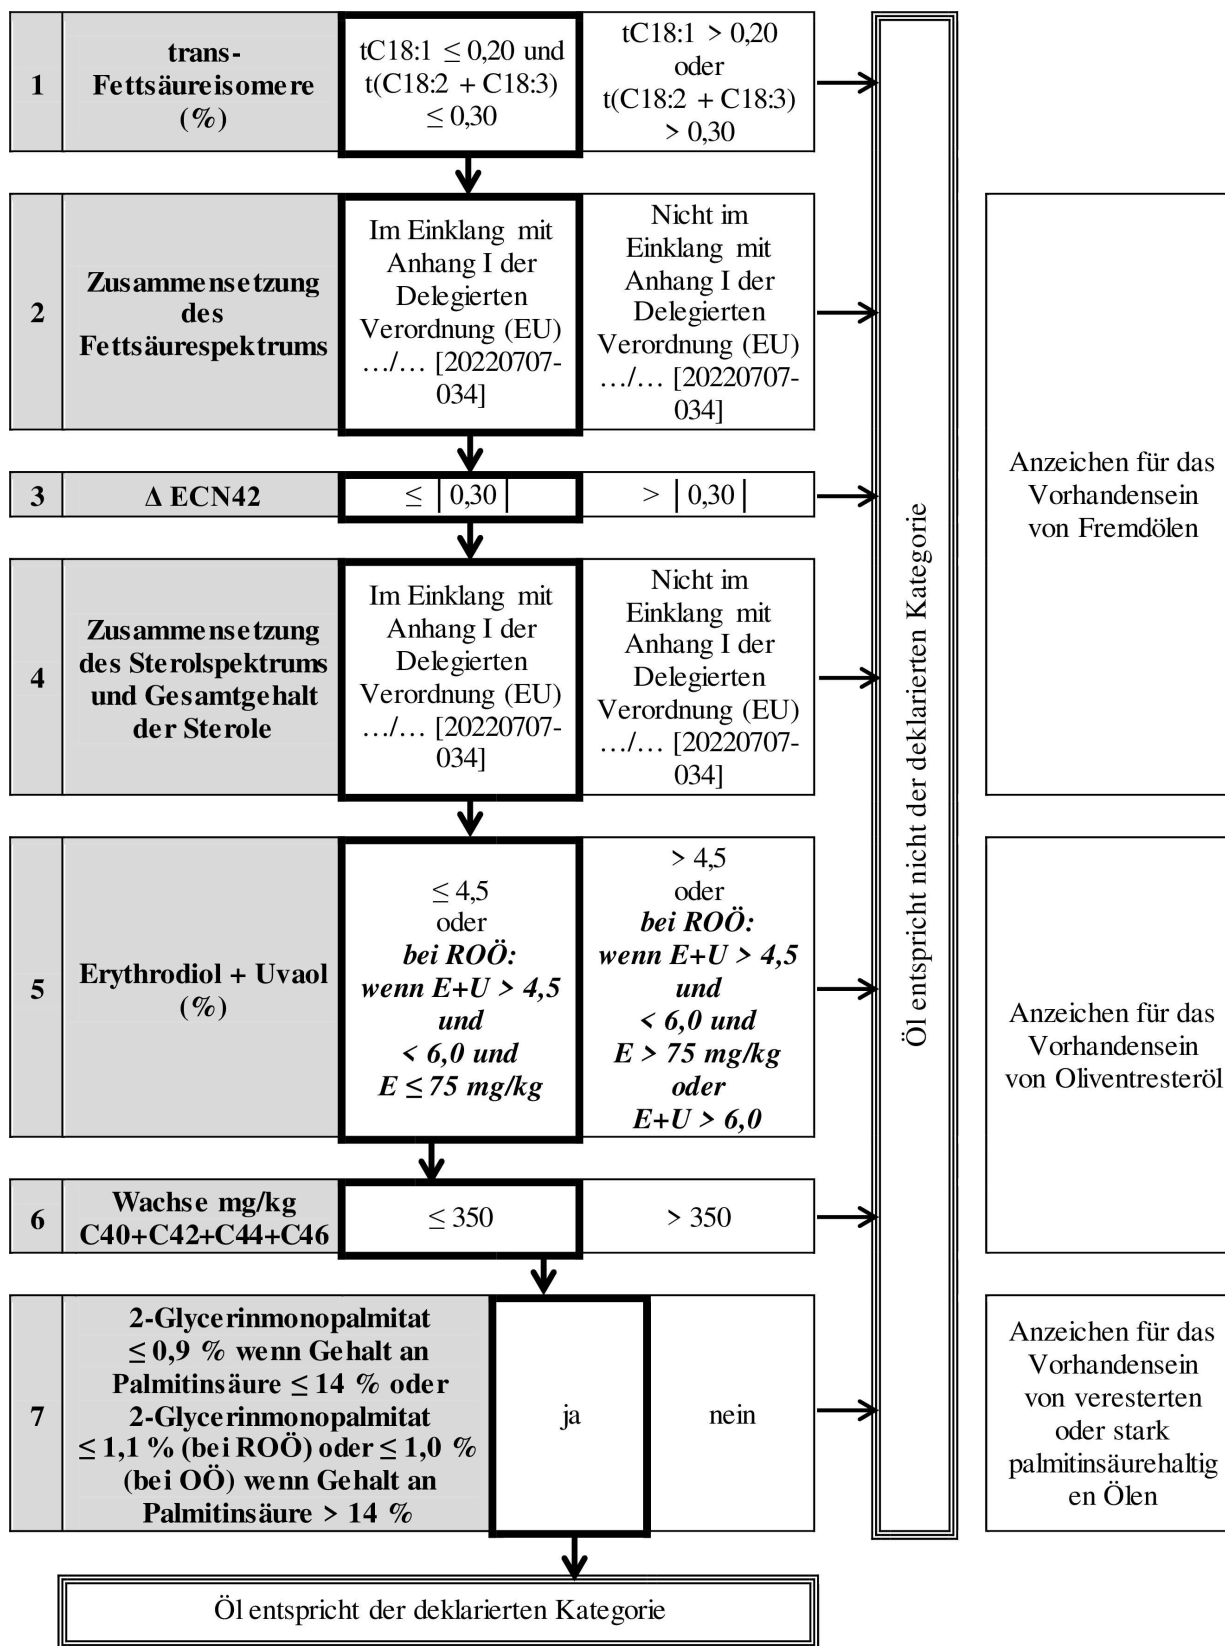 1
trans-
Fettsäureisomere
(%)
tC18:1 ≤ 0,20 und
t(C18:2 + C18:3)
≤ 0,30
tC18:1 > 0,20
oder
t(C18:2 + C18:3)
> 0,30
2
Zusammensetzung
des
Fettsäurespektrums
Im Einklang mit
Anhang I der
Delegierten
Verordnung (EU)
…/… [20220707-
034]
Nicht im
Einklang mit
Anhang I der
Delegierten
Verordnung (EU)
…/… [20220707-
034]
3
Δ ECN42
≤ |0,30|
> |0,30|
4
Zusammensetzung
des Sterolspektrums
und Gesamtgehalt
der Sterole
Im Einklang mit
Anhang I der
Delegierten
Verordnung (EU)
…/… [20220707-
034]
Nicht im
Einklang mit
Anhang I der
Delegierten
Verordnung (EU)
…/… [20220707-
034]
5
Erythrodiol + Uvaol
(%)
≤ 4,5
oder
bei ROÖ:
wenn E+U > 4,5
und
< 6,0 und
E ≤ 75 mg/kg
> 4,5
oder
bei ROÖ:
wenn E+U > 4,5
und
< 6,0 und
E > 75 mg/kg
oder
E+U > 6,0
6
Wachse mg/kg
C40+C42+C44+C46
≤ 350
> 350
7
2-Glycerinmonopalmitat
≤ 0,9 % wenn Gehalt an
Palmitinsäure ≤ 14 % oder
2-Glycerinmonopalmitat
≤ 1,1 % (bei ROÖ) oder ≤ 1,0 %
(bei OÖ) wenn Gehalt an
Palmitinsäure > 14 %
ja
nein
Öl entspricht nicht der deklarierten Kategorie
Anzeichen für das
Vorhandensein
von Fremdölen
Anzeichen für das
Vorhandensein
von Oliventresteröl
Anzeichen für das
Vorhandensein
von veresterten
oder stark
palmitinsäurehaltig
en Ölen
Öl entspricht der deklarierten Kategorie